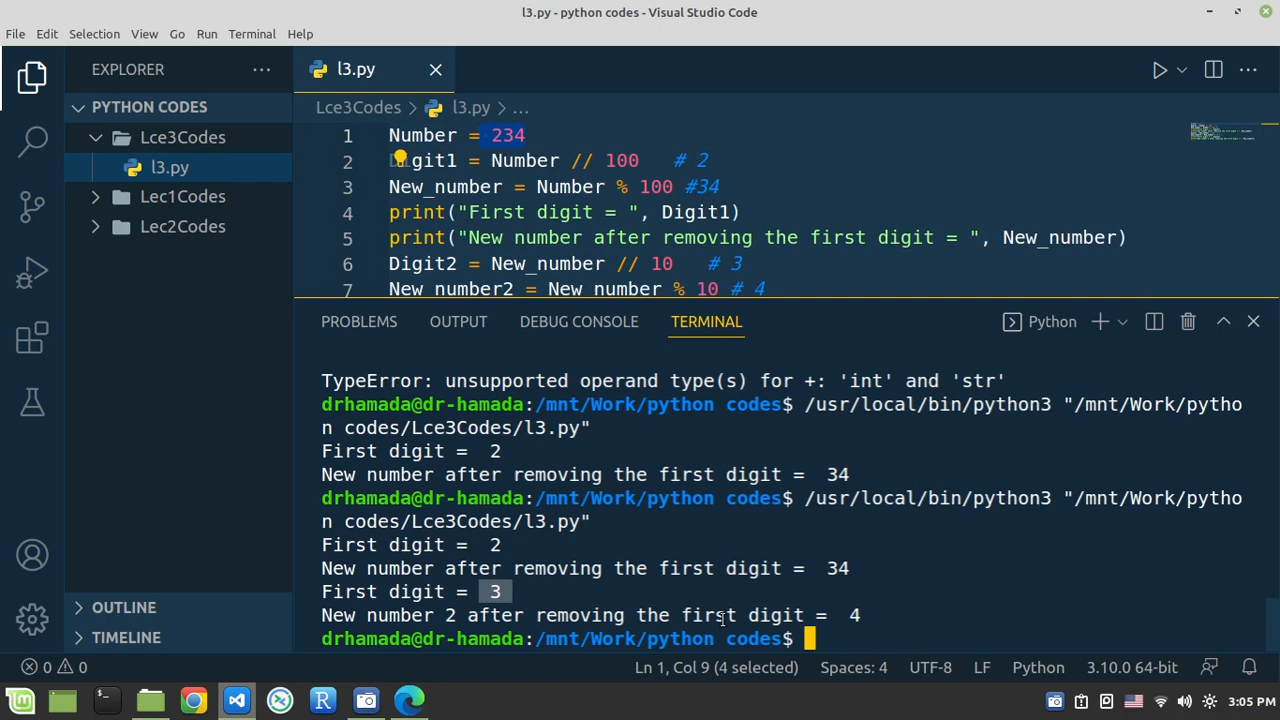 l3.py - python codes - Visual Studio Code
File Edit Selection View Go Run Terminal Help
EXPLORER
l3.py
PYTHON CODES
Lce3Codes
l3.py
Lec1Codes
Lec2Codes
OUTLINE
TIMELINE
Lce3Codes > l3.py > ...
1 Number = 234
2 Digit1 = Number // 100   # 2
3 New_number = Number % 100 #34
4 print("First digit = ", Digit1)
5 print("New number after removing the first digit = ", New_number)
6 Digit2 = New_number // 10   # 3
7 New_number2 = New_number % 10 # 4
PROBLEMS OUTPUT DEBUG CONSOLE TERMINAL Python
TypeError: unsupported operand type(s) for +: 'int' and 'str'
drhamada@dr-hamada:/mnt/Work/python codes$ /usr/local/bin/python3 "/mnt/Work/pytho
n codes/Lce3Codes/l3.py"
First digit =  2
New number after removing the first digit =  34
drhamada@dr-hamada:/mnt/Work/python codes$ /usr/local/bin/python3 "/mnt/Work/pytho
n codes/Lce3Codes/l3.py"
First digit =  2
New number after removing the first digit =  34
First digit =  3
New number 2 after removing the first digit =  4
drhamada@dr-hamada:/mnt/Work/python codes$
0 0 Ln 1, Col 9 (4 selected) Spaces: 4 UTF-8 LF Python 3.10.0 64-bit
3:05 PM